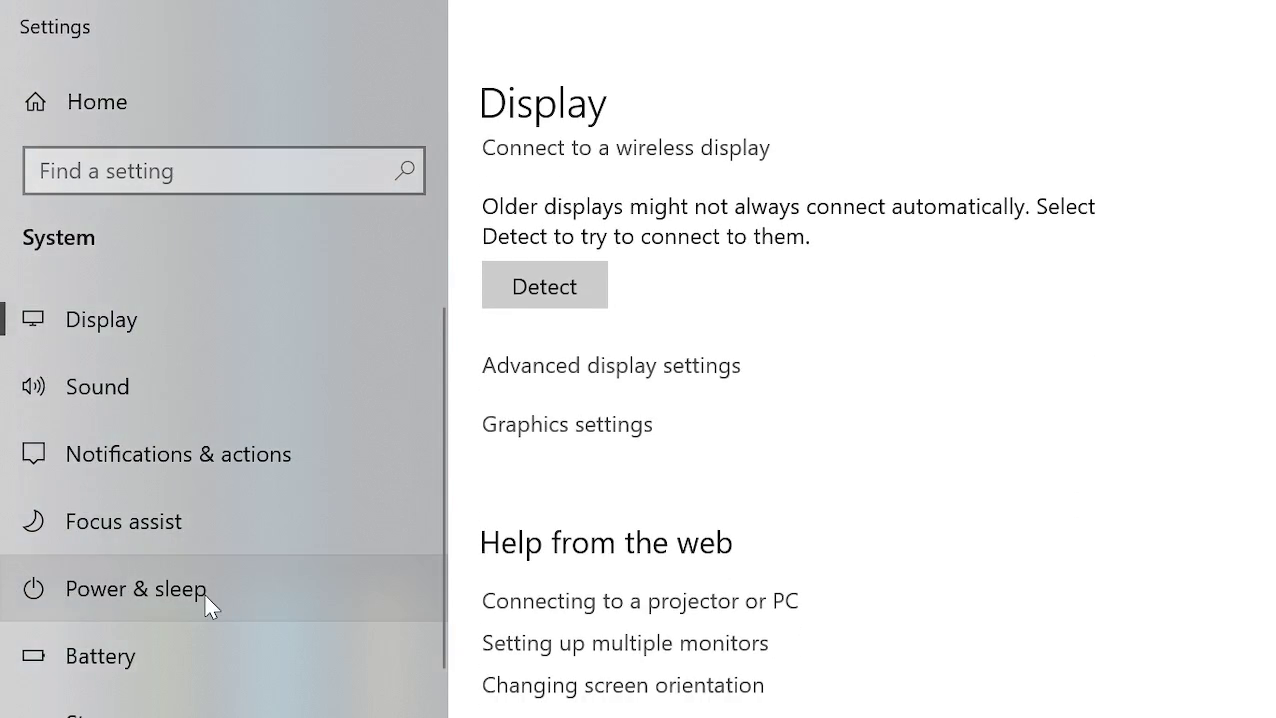 Settings
Home
Find a setting
System
Display
Sound
Notifications & actions
Focus assist
Power & sleep
Battery
Display
Connect to a wireless display
Older displays might not always connect automatically. Select
Detect to try to connect to them.
Detect
Advanced display settings
Graphics settings
Help from the web
Connecting to a projector or PC
Setting up multiple monitors
Changing screen orientation